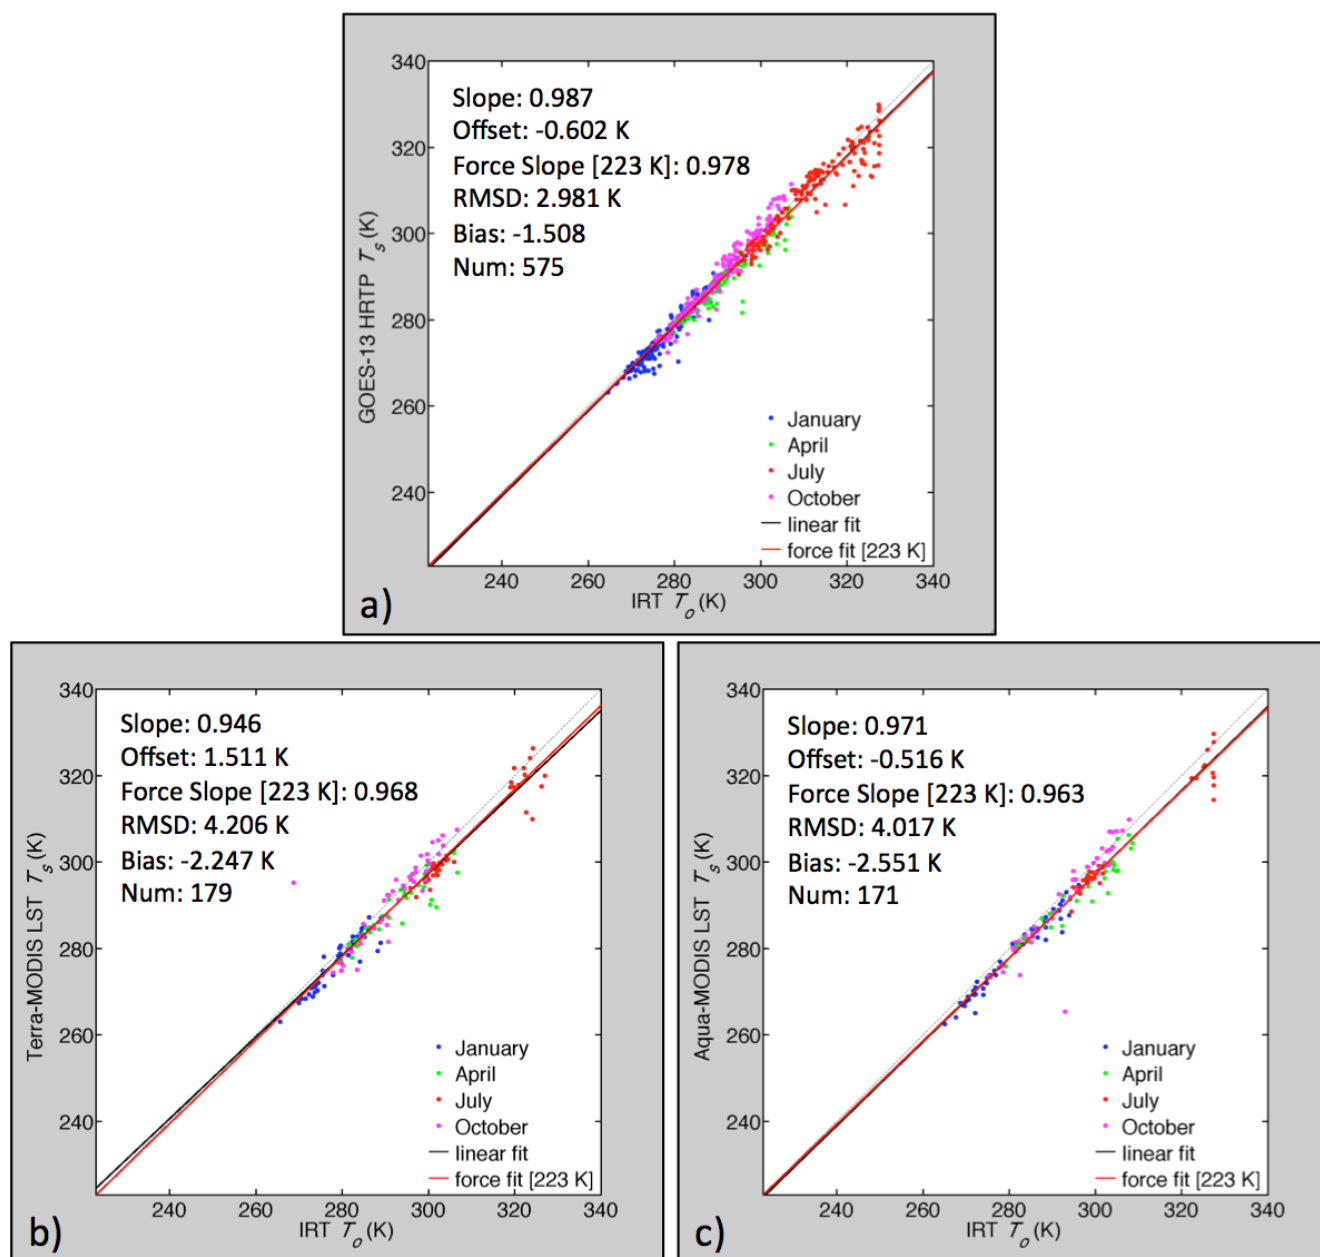 340
320
300
280
260
240
GOES-13 HRTP Ts (K)
Slope: 0.987
Offset: -0.602 K
Force Slope [223 K]: 0.978
RMSD: 2.981 K
Bias: -1.508
Num: 575
January
April
July
October
linear fit
force fit [223 K]
240 260 280 300 320 340
IRT To (K)
a)
340
320
300
280
260
240
Terra-MODIS LST Ts (K)
Slope: 0.946
Offset: 1.511 K
Force Slope [223 K]: 0.968
RMSD: 4.206 K
Bias: -2.247 K
Num: 179
January
April
July
October
linear fit
force fit [223 K]
240 260 280 300 320 340
IRT To (K)
b)
340
320
300
280
260
240
Aqua-MODIS LST Ts (K)
Slope: 0.971
Offset: -0.516 K
Force Slope [223 K]: 0.963
RMSD: 4.017 K
Bias: -2.551 K
Num: 171
January
April
July
October
linear fit
force fit [223 K]
240 260 280 300 320 340
IRT To (K)
c)